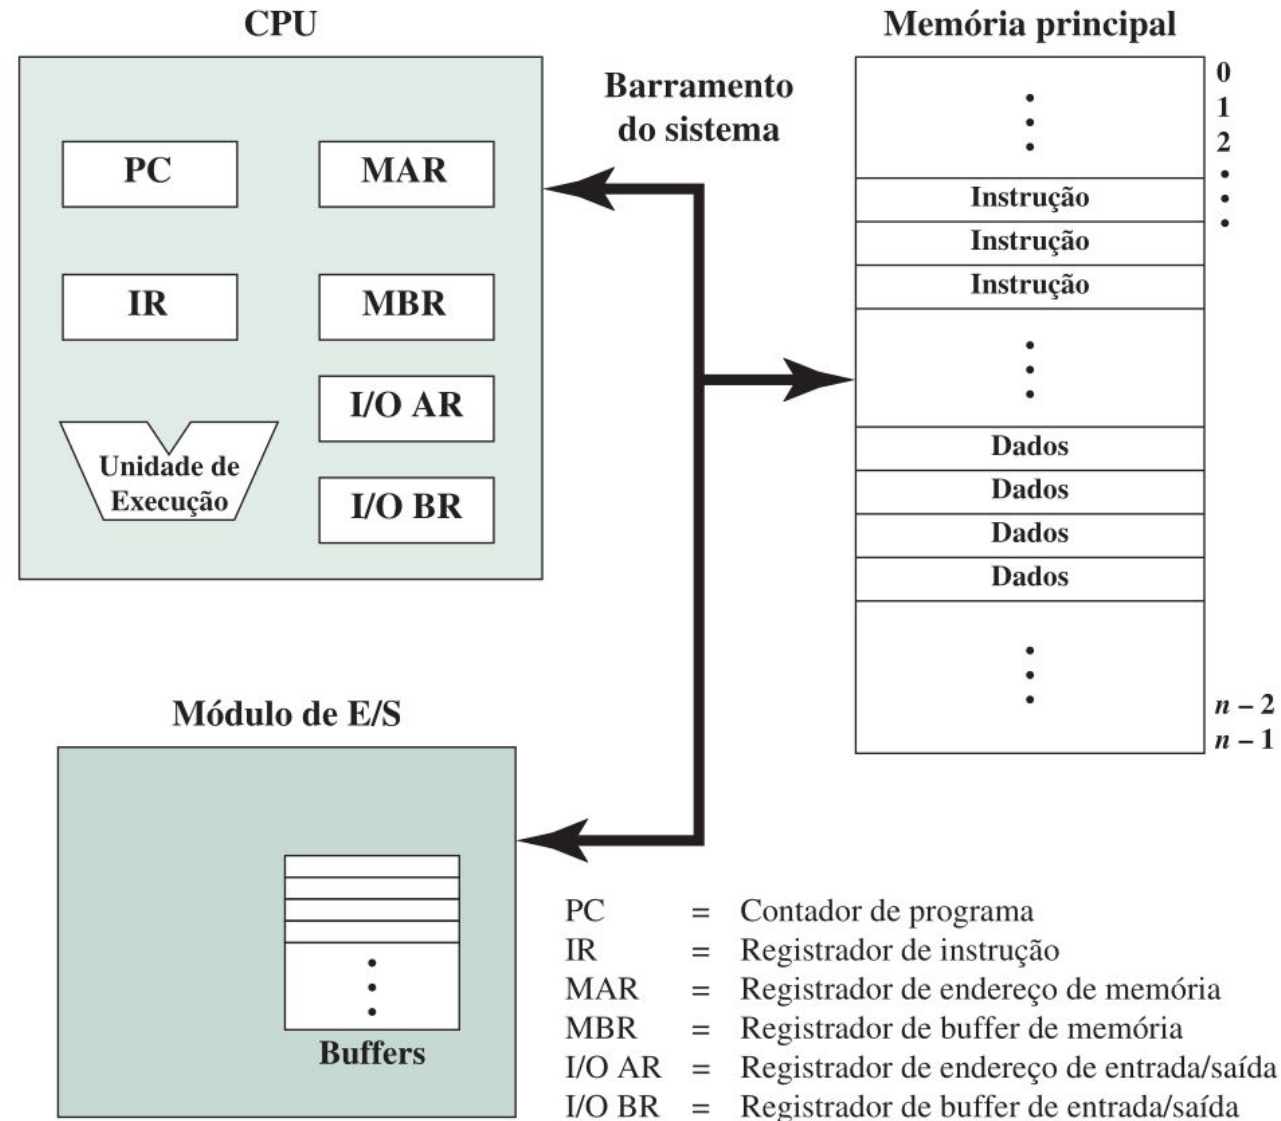 CPU
PC
MAR
IR
MBR
I/O AR
I/O BR
Unidade de
Execução
Barramento
do sistema
Memória principal
0
1
2
Instrução
Instrução
Instrução
Dados
Dados
Dados
Dados
n – 2
n – 1
Módulo de E/S
Buffers
PC = Contador de programa
IR = Registrador de instrução
MAR = Registrador de endereço de memória
MBR = Registrador de buffer de memória
I/O AR = Registrador de endereço de entrada/saída
I/O BR = Registrador de buffer de entrada/saída